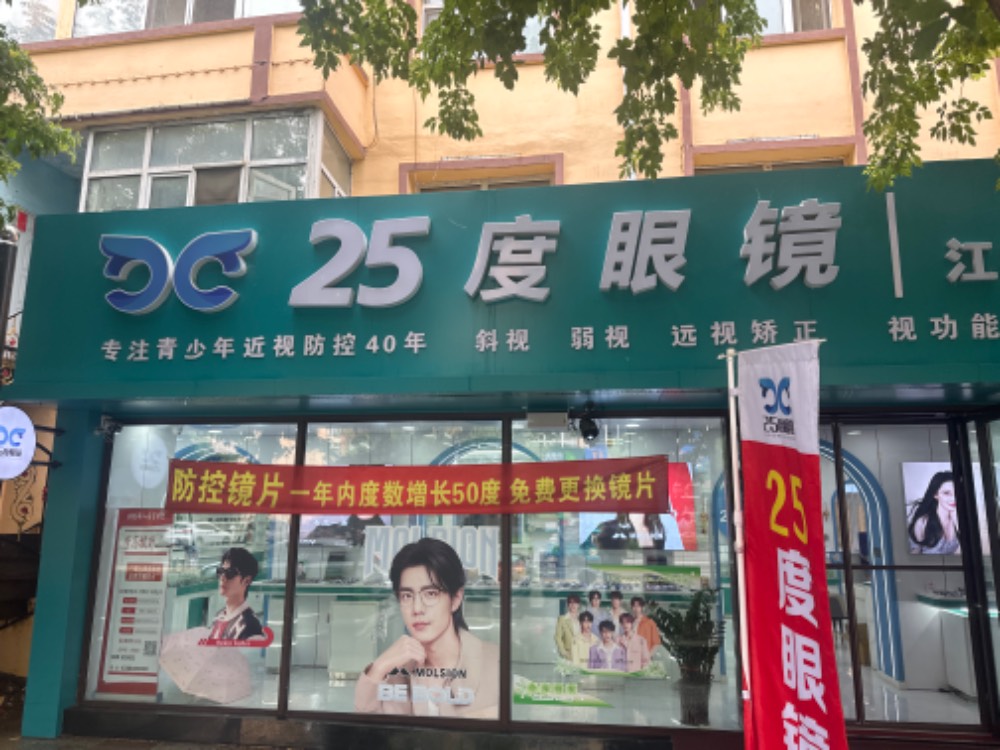 25度眼镜
江
专注青少年近视防控40年 斜视 弱视 远视矫正 视功能
防控镜片一年内度数增长50度 免费更换镜片
MOLSION
MOLSION
BE BOLD
25
度
眼
镜